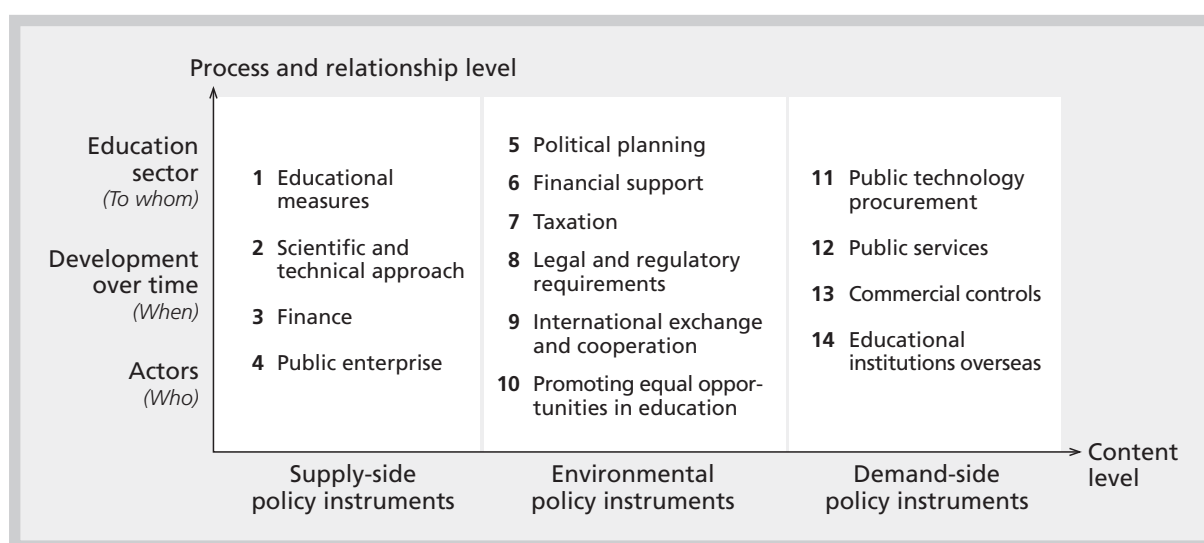 Process and relationship level
Education
sector
(To whom)
Development
over time
(When)
Actors
(Who)
1 Educational
measures
2 Scientific and
technical approach
3 Finance
4 Public enterprise
5 Political planning
6 Financial support
7 Taxation
8 Legal and regulatory
requirements
9 International exchange
and cooperation
10 Promoting equal oppor-
tunities in education
11 Public technology
procurement
12 Public services
13 Commercial controls
14 Educational
institutions overseas
Supply-side
policy instruments
Environmental
policy instruments
Demand-side
policy instruments
Content
level